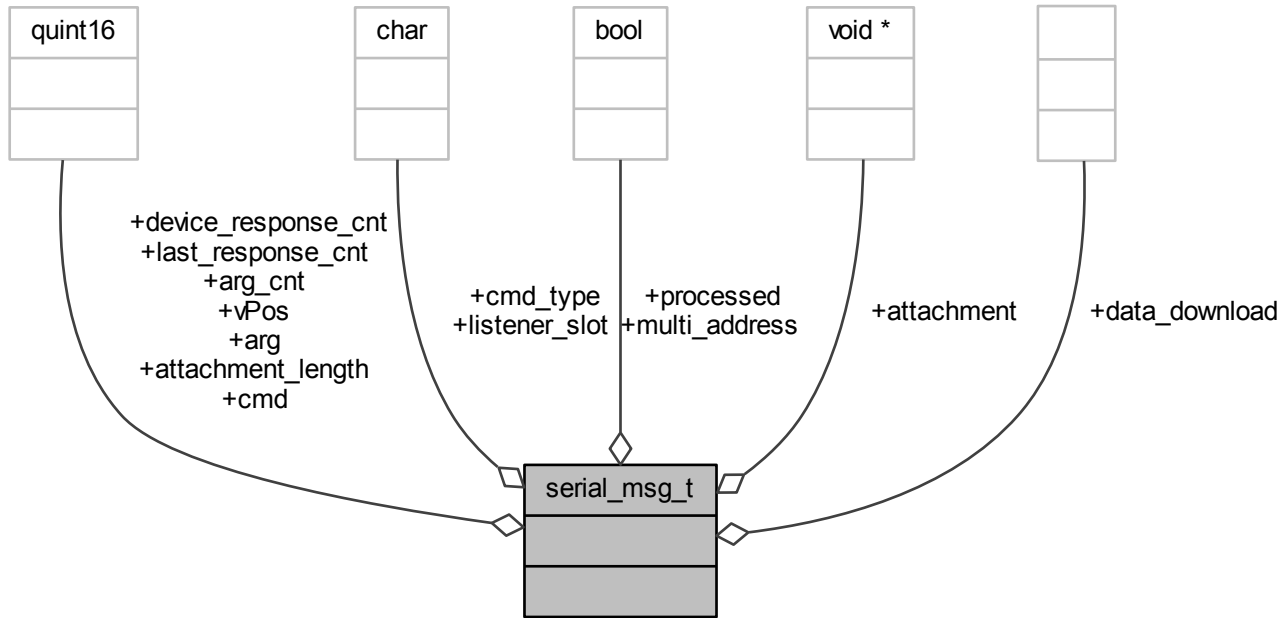 quint16
char
bool
void *
+device_response_cnt
+last_response_cnt
+arg_cnt
+vPos
+arg
+attachment_length
+cmd
+cmd_type
+listener_slot
+processed
+multi_address
+attachment
+data_download
serial_msg_t